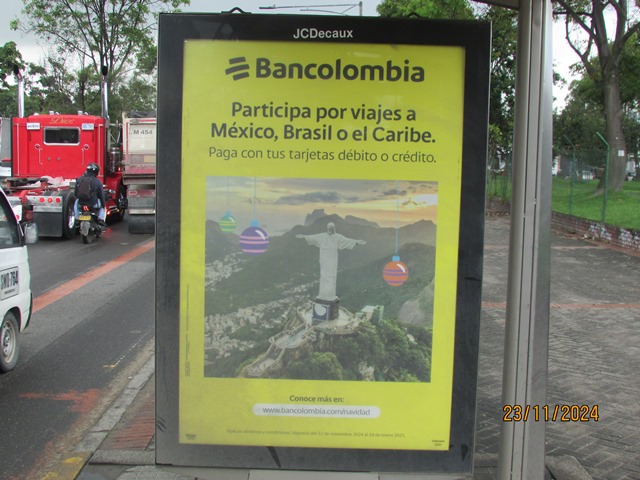 JCDecaux
Bancolombia
Participa por viajes a
México, Brasil o el Caribe.
Paga con tus tarjetas débito o crédito.
Conoce más en:
www.bancolombia.com/navidad
23/11/2024